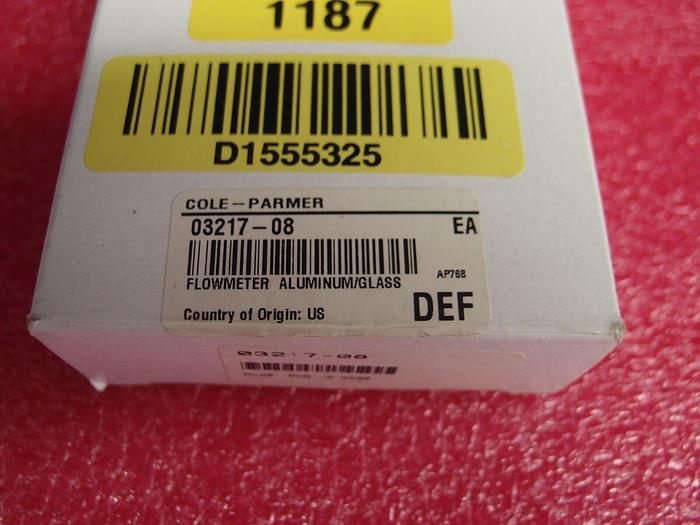 1187
D1555325
COLE-PARMER
03217-08 EA
FLOWMETER ALUMINUM/GLASS AP768
Country of Origin: US DEF
03217-08